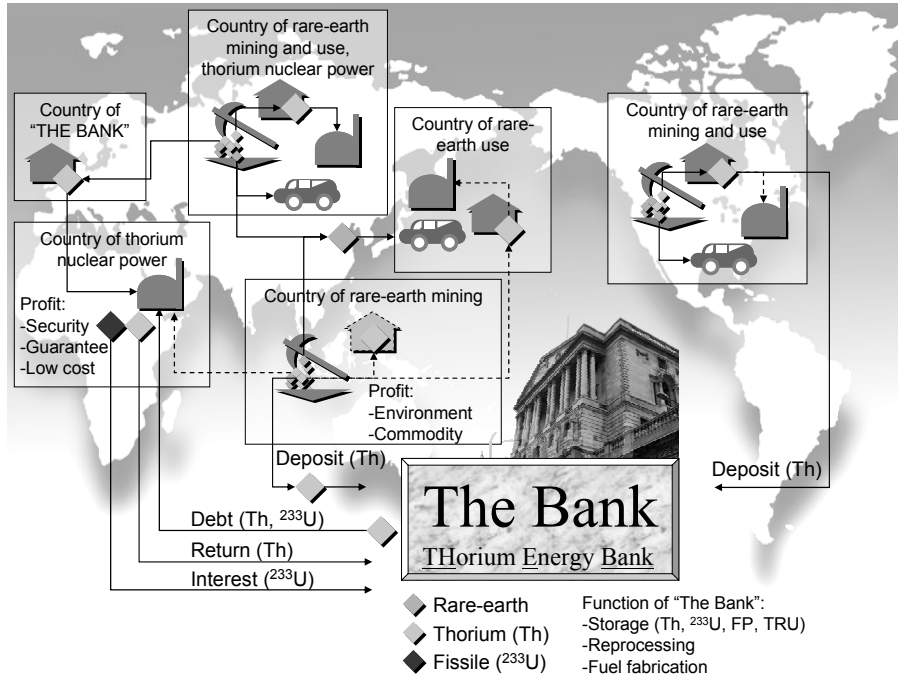 Country of rare-earth
mining and use,
thorium nuclear power
Country of
“THE BANK”
Country of rare-
earth use
Country of rare-earth
mining and use
Country of thorium
nuclear power
Profit:
-Security
-Guarantee
-Low cost
Country of rare-earth mining
Profit:
-Environment
-Commodity
Deposit (Th)
Deposit (Th)
Debt (Th, ²³³U)
Return (Th)
Interest (²³³U)
The Bank
THorium Energy Bank
Rare-earth
Thorium (Th)
Fissile (²³³U)
Function of “The Bank”:
-Storage (Th, ²³³U, FP, TRU)
-Reprocessing
-Fuel fabrication